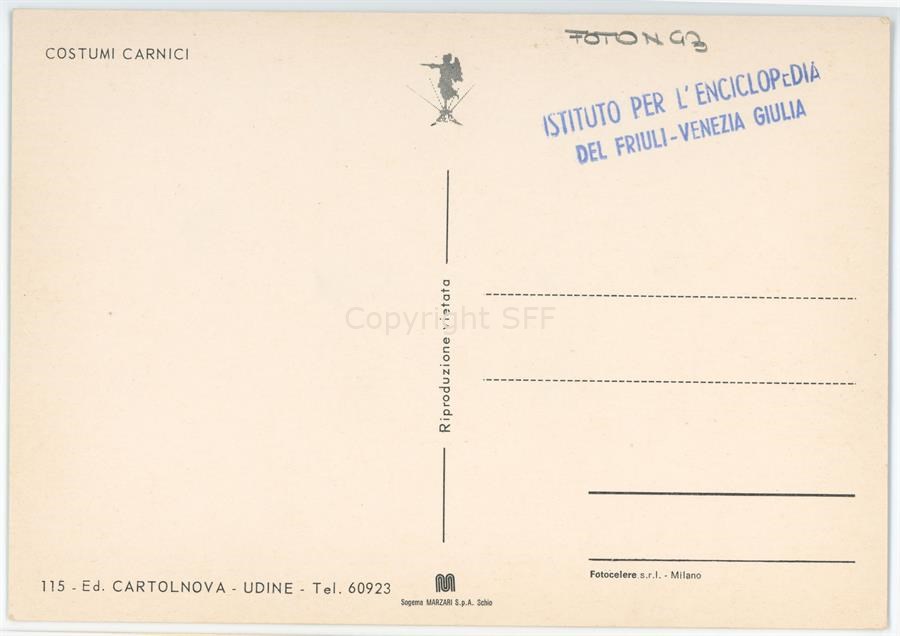 COSTUMI CARNICI
FOTO N 93
ISTITUTO PER L'ENCICLOPEDIA
DEL FRIULI-VENEZIA GIULIA
Riproduzione vietata
Copyright SFF
115 - Ed. CARTOLNOVA - UDINE - Tel. 60923
Sogema MARZARI S.p.A. Schio
Fotocelere s.r.l. - Milano